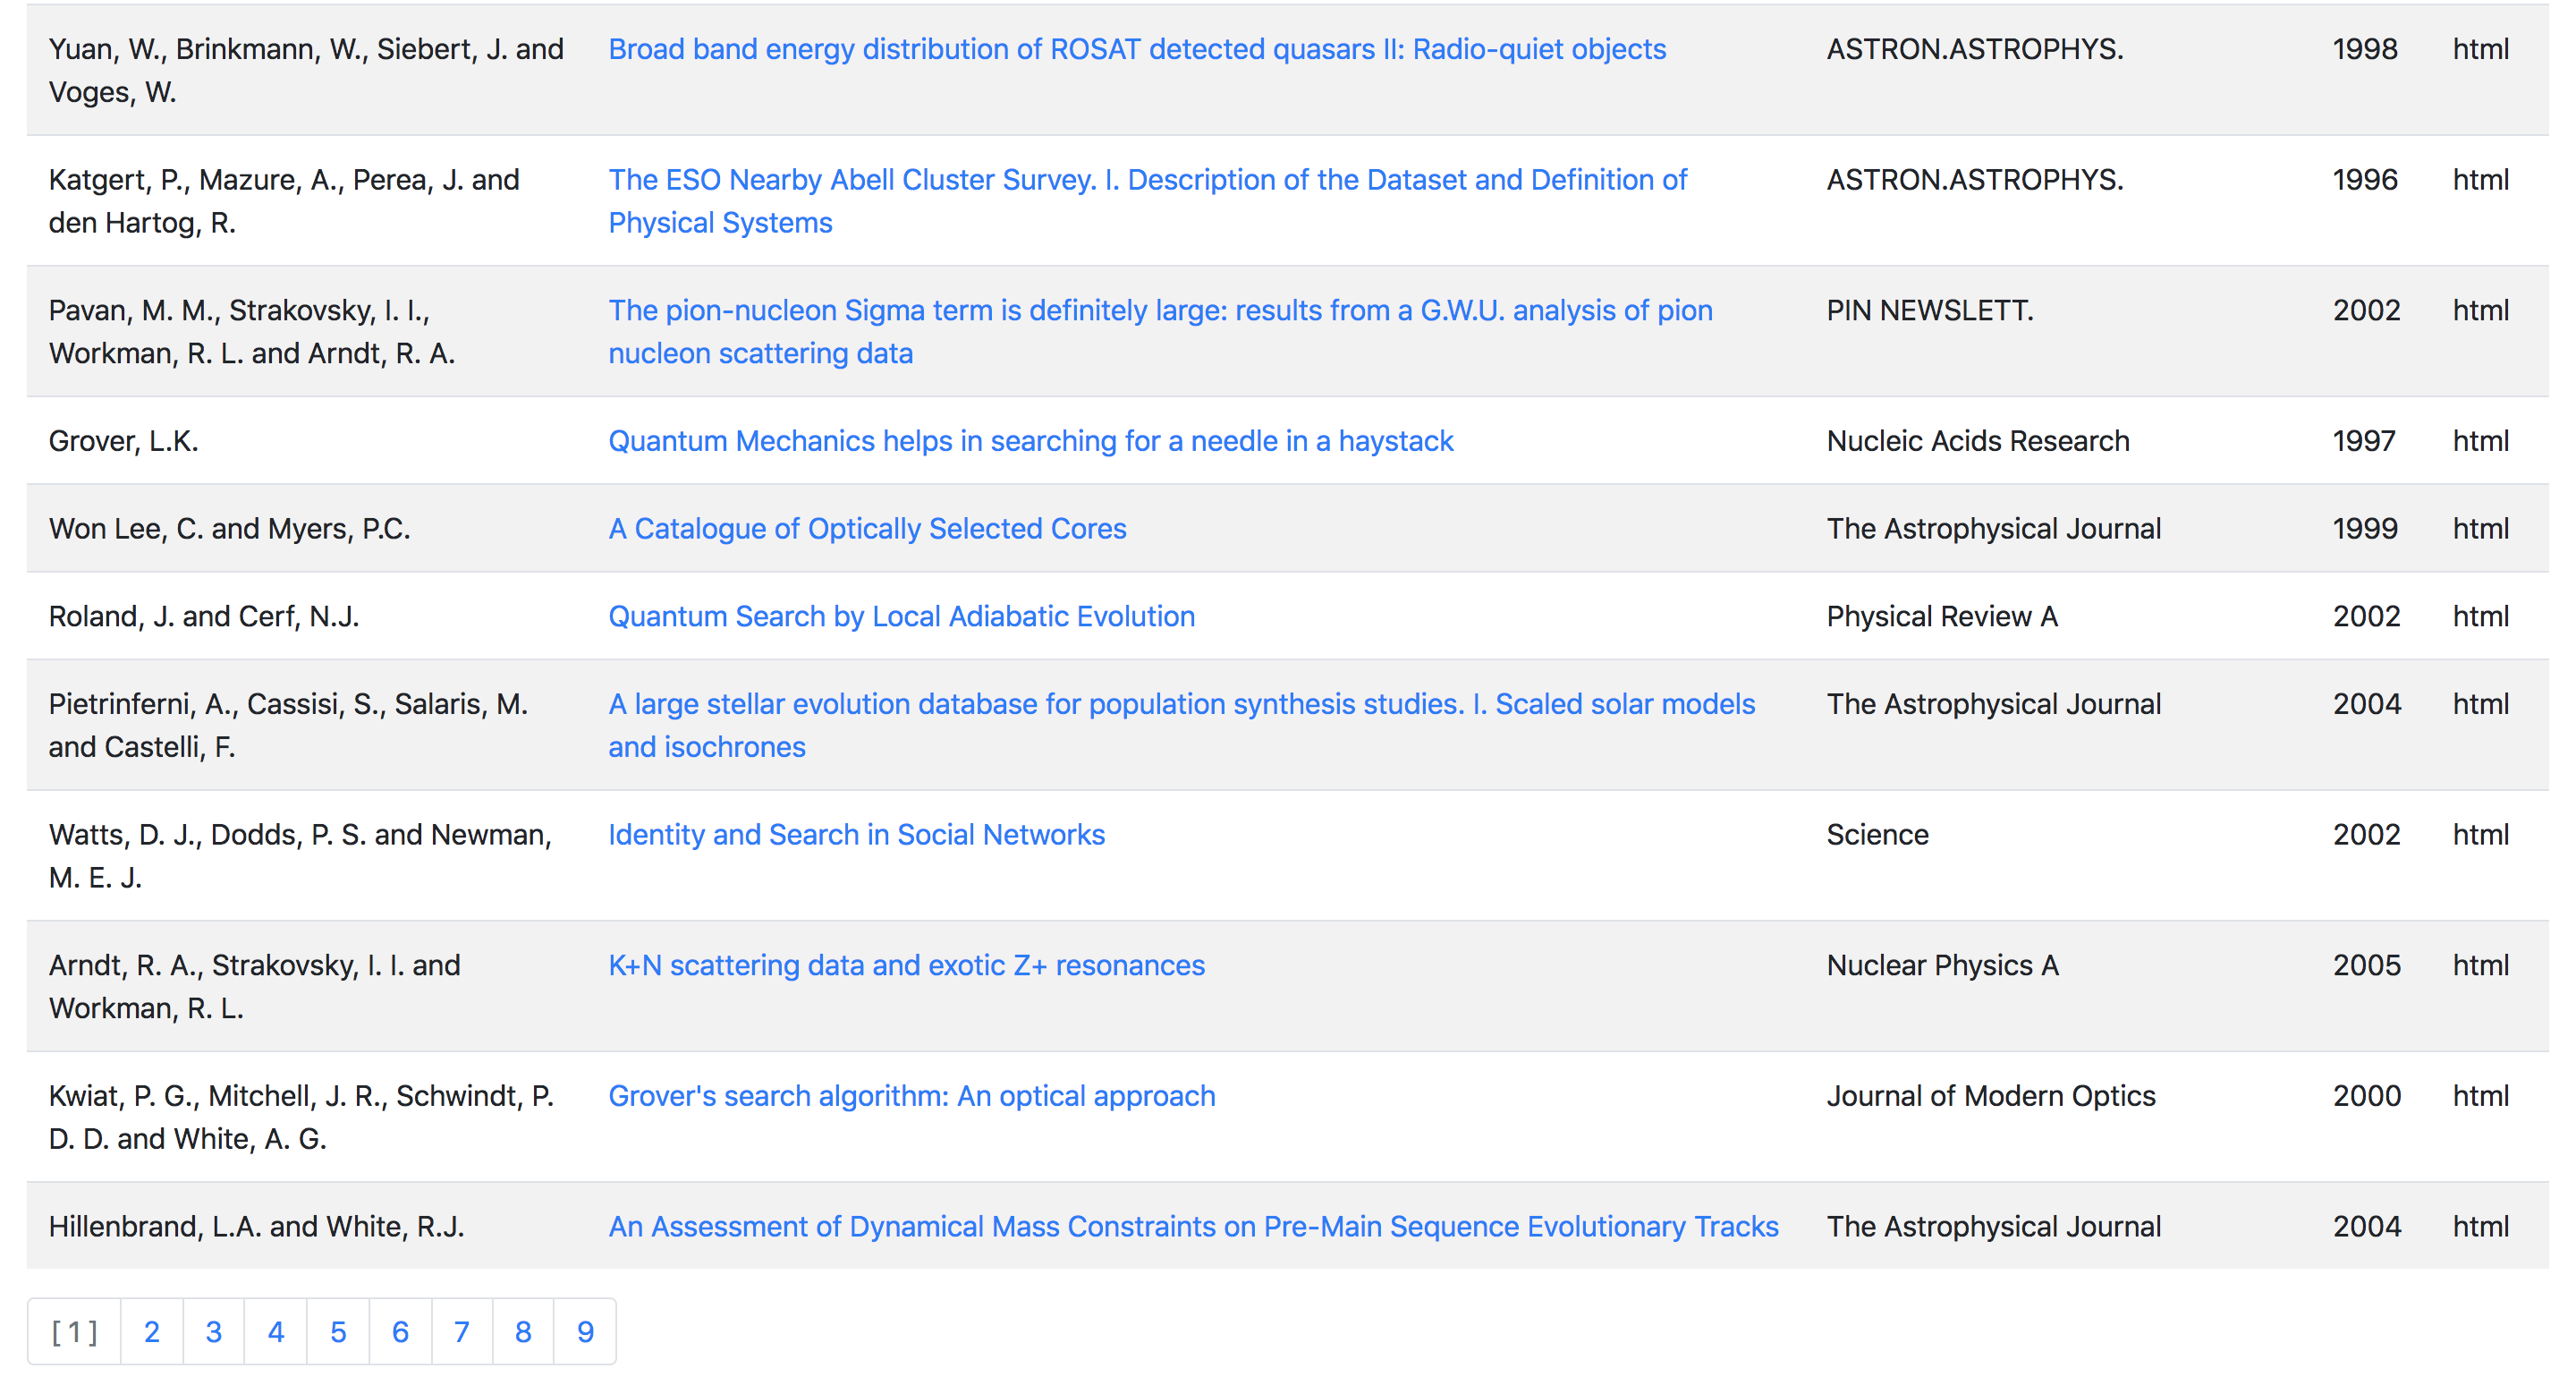 Yuan, W., Brinkmann, W., Siebert, J. and Voges, W. Broad band energy distribution of ROSAT detected quasars II: Radio-quiet objects ASTRON.ASTROPHYS. 1998 html
Katgert, P., Mazure, A., Perea, J. and den Hartog, R. The ESO Nearby Abell Cluster Survey. I. Description of the Dataset and Definition of Physical Systems ASTRON.ASTROPHYS. 1996 html
Pavan, M. M., Strakovsky, I. I., Workman, R. L. and Arndt, R. A. The pion-nucleon Sigma term is definitely large: results from a G.W.U. analysis of pion nucleon scattering data PIN NEWSLETT. 2002 html
Grover, L.K. Quantum Mechanics helps in searching for a needle in a haystack Nucleic Acids Research 1997 html
Won Lee, C. and Myers, P.C. A Catalogue of Optically Selected Cores The Astrophysical Journal 1999 html
Roland, J. and Cerf, N.J. Quantum Search by Local Adiabatic Evolution Physical Review A 2002 html
Pietrinferni, A., Cassisi, S., Salaris, M. and Castelli, F. A large stellar evolution database for population synthesis studies. I. Scaled solar models and isochrones The Astrophysical Journal 2004 html
Watts, D. J., Dodds, P. S. and Newman, M. E. J. Identity and Search in Social Networks Science 2002 html
Arndt, R. A., Strakovsky, I. I. and Workman, R. L. K+N scattering data and exotic Z+ resonances Nuclear Physics A 2005 html
Kwiat, P. G., Mitchell, J. R., Schwindt, P. D. D. and White, A. G. Grover's search algorithm: An optical approach Journal of Modern Optics 2000 html
Hillenbrand, L.A. and White, R.J. An Assessment of Dynamical Mass Constraints on Pre-Main Sequence Evolutionary Tracks The Astrophysical Journal 2004 html
[ 1 ] 2 3 4 5 6 7 8 9